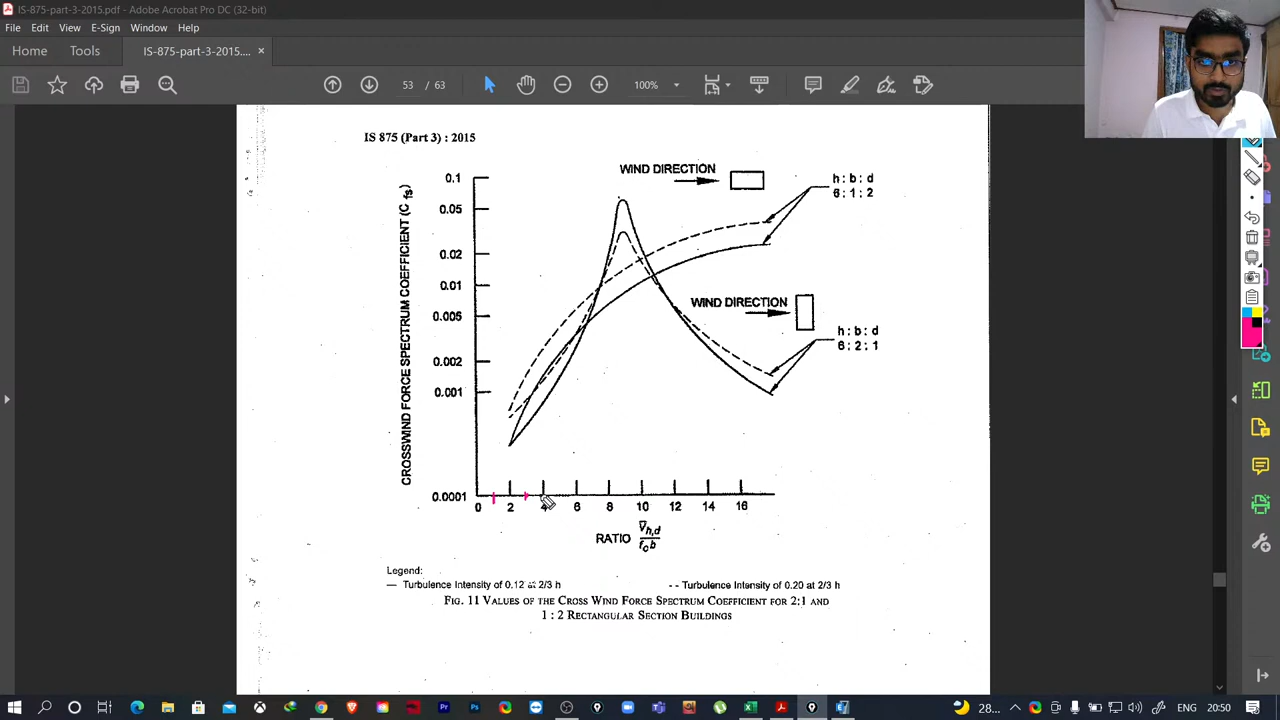 IS-875-part-3-2015.pdf - Adobe Acrobat Pro DC (32-bit)
File Edit View E-Sign Window Help
Home Tools IS-875-part-3-2015.... ×
53 / 63 100%
IS 875 (Part 3) : 2015
WIND DIRECTION
h : b : d
6 : 1 : 2
CROSSWIND FORCE SPECTRUM COEFFICIENT (C fs)
0.1
0.05
0.02
0.01
0.005
0.002
0.001
0.0001
WIND DIRECTION
h : b : d
6 : 2 : 1
0 2 4 6 8 10 12 14 16
RATIO V̄h,d / fc b
Legend:
— Turbulence Intensity of 0.12 at 2/3 h - - Turbulence Intensity of 0.20 at 2/3 h
FIG. 11 VALUES OF THE CROSS WIND FORCE SPECTRUM COEFFICIENT FOR 2:1 AND
1 : 2 RECTANGULAR SECTION BUILDINGS
28... ENG 20:50